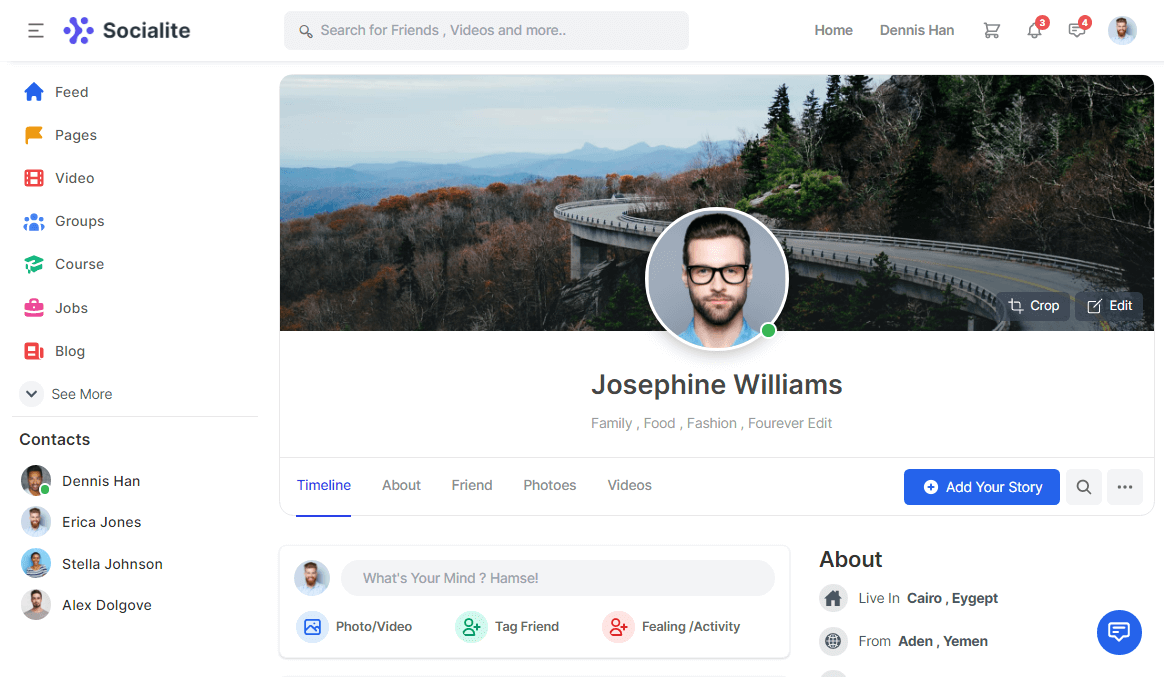 Socialite
Search for Friends , Videos and more..
Home
Dennis Han
3
4
Feed
Pages
Video
Groups
Course
Jobs
Blog
See More
Contacts
Dennis Han
Erica Jones
Stella Johnson
Alex Dolgove
Crop
Edit
Josephine Williams
Family , Food , Fashion , Fourever Edit
Timeline
About
Friend
Photoes
Videos
Add Your Story
What's Your Mind ? Hamse!
Photo/Video
Tag Friend
Fealing /Activity
About
Live In Cairo , Eygept
From Aden , Yemen